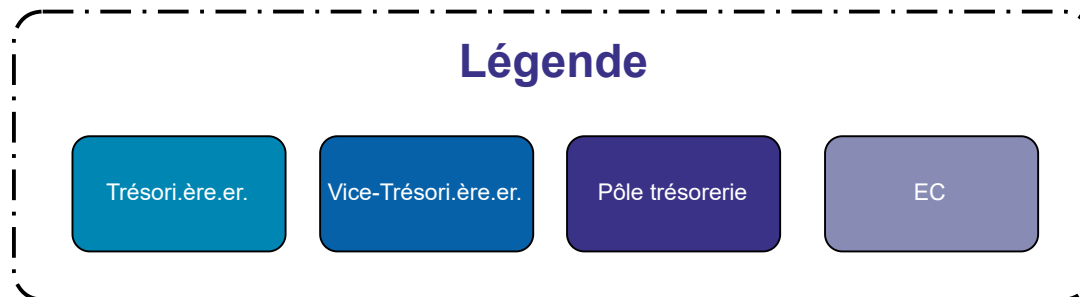 Légende
Trésori.ère.er.
Vice-Trésori.ère.er.
Pôle trésorerie
EC